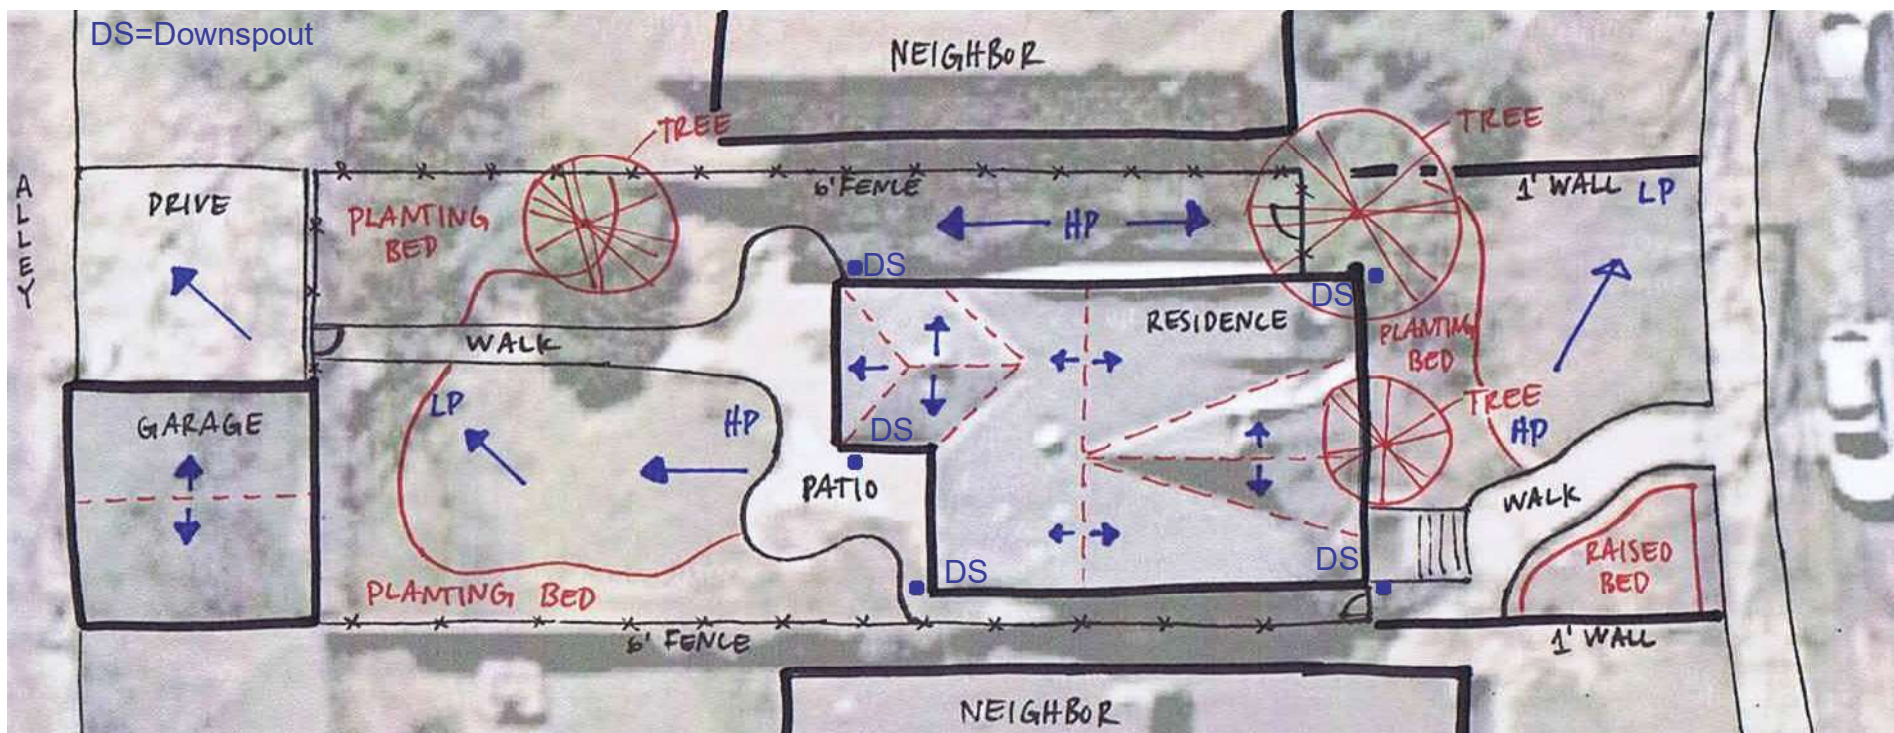 DS=Downspout
NEIGHBOR
TREE
TREE
6' FENCE
1' WALL
LP
ALLEY
DRIVE
PLANTING
BED
HP
DS
DS
RESIDENCE
PLANTING
BED
WALK
LP
HP
TREE
HP
GARAGE
DS
PATIO
WALK
DS
DS
RAISED
BED
PLANTING BED
6' FENCE
1' WALL
NEIGHBOR